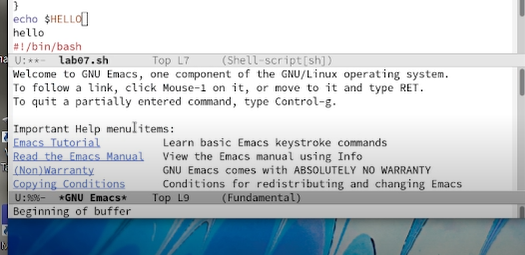 }
echo $HELLO
hello
#!/bin/bash
U:**-  lab07.sh       Top L7     (Shell-script[sh])
Welcome to GNU Emacs, one component of the GNU/Linux operating system.
To follow a link, click Mouse-1 on it, or move to it and type RET.
To quit a partially entered command, type Control-g.
Important Help menu items:
Emacs Tutorial          Learn basic Emacs keystroke commands
Read the Emacs Manual   View the Emacs manual using Info
(Non)Warranty           GNU Emacs comes with ABSOLUTELY NO WARRANTY
Copying Conditions      Conditions for redistributing and changing Emacs
U:%%-  *GNU Emacs*    Top L9     (Fundamental)
Beginning of buffer